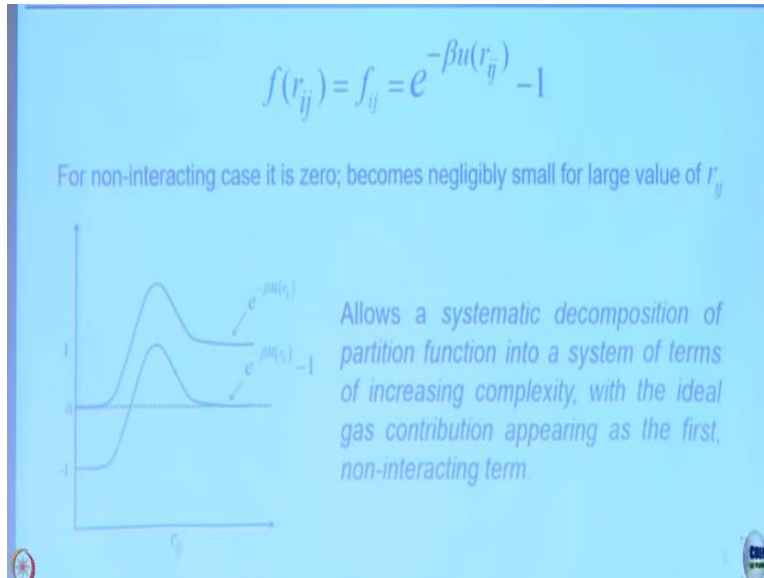 f(r_ij) = f_ij = e^{-βu(r_ij)} -1
For non-interacting case it is zero; becomes negligibly small for large value of r_ij
e^{-βu(r_ij)}
1
e^{-βu(r_ij)} -1
0
-1
r_ij
Allows a systematic decomposition of
partition function into a system of terms
of increasing complexity, with the ideal
gas contribution appearing as the first,
non-interacting term.